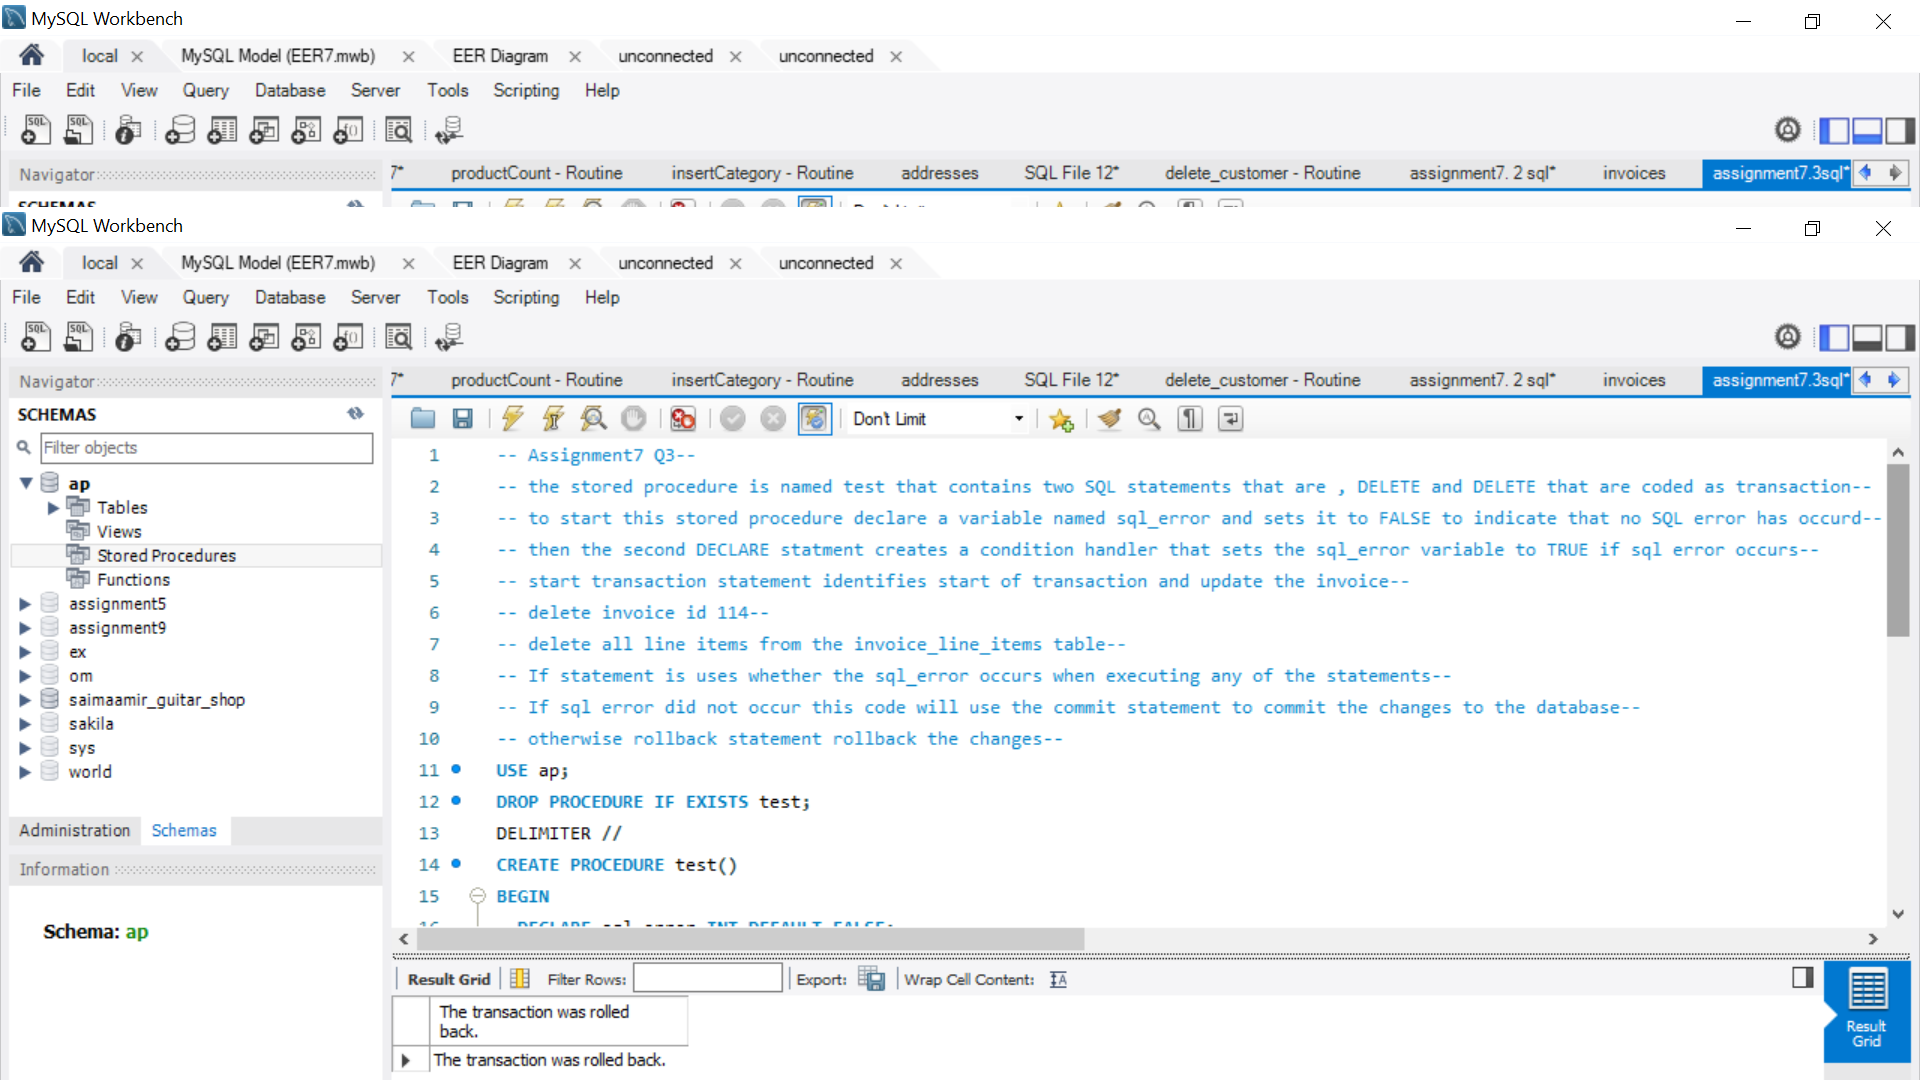 MySQL Workbench
local
MySQL Model (EER7.mwb)
EER Diagram
unconnected
unconnected
File Edit View Query Database Server Tools Scripting Help
Navigator
7*
productCount - Routine
insertCategory - Routine
addresses
SQL File 12*
delete_customer - Routine
assignment7. 2 sql*
invoices
assignment7.3sql*
SCHEMAS
MySQL Workbench
local
MySQL Model (EER7.mwb)
EER Diagram
unconnected
unconnected
File Edit View Query Database Server Tools Scripting Help
Navigator
7*
productCount - Routine
insertCategory - Routine
addresses
SQL File 12*
delete_customer - Routine
assignment7. 2 sql*
invoices
assignment7.3sql*
SCHEMAS
Filter objects
ap
Tables
Views
Stored Procedures
Functions
assignment5
assignment9
ex
om
saimaamir_guitar_shop
sakila
sys
world
Administration Schemas
Information
Schema: ap
Don't Limit
1 -- Assignment7 Q3--
2 -- the stored procedure is named test that contains two SQL statements that are , DELETE and DELETE that are coded as transaction--
3 -- to start this stored procedure declare a variable named sql_error and sets it to FALSE to indicate that no SQL error has occurd--
4 -- then the second DECLARE statment creates a condition handler that sets the sql_error variable to TRUE if sql error occurs--
5 -- start transaction statement identifies start of transaction and update the invoice--
6 -- delete invoice id 114--
7 -- delete all line items from the invoice_line_items table--
8 -- If statement is uses whether the sql_error occurs when executing any of the statements--
9 -- If sql error did not occur this code will use the commit statement to commit the changes to the database--
10 -- otherwise rollback statement rollback the changes--
11 USE ap;
12 DROP PROCEDURE IF EXISTS test;
13 DELIMITER //
14 CREATE PROCEDURE test()
15 BEGIN
16 DECLARE sql_error INT DEFAULT FALSE;
Result Grid
Filter Rows:
Export:
Wrap Cell Content:
The transaction was rolled
back.
The transaction was rolled back.
Result
Grid